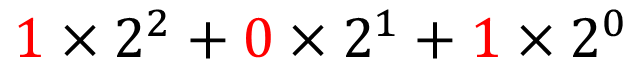 1 × 2² + 0 × 2¹ + 1 × 2⁰